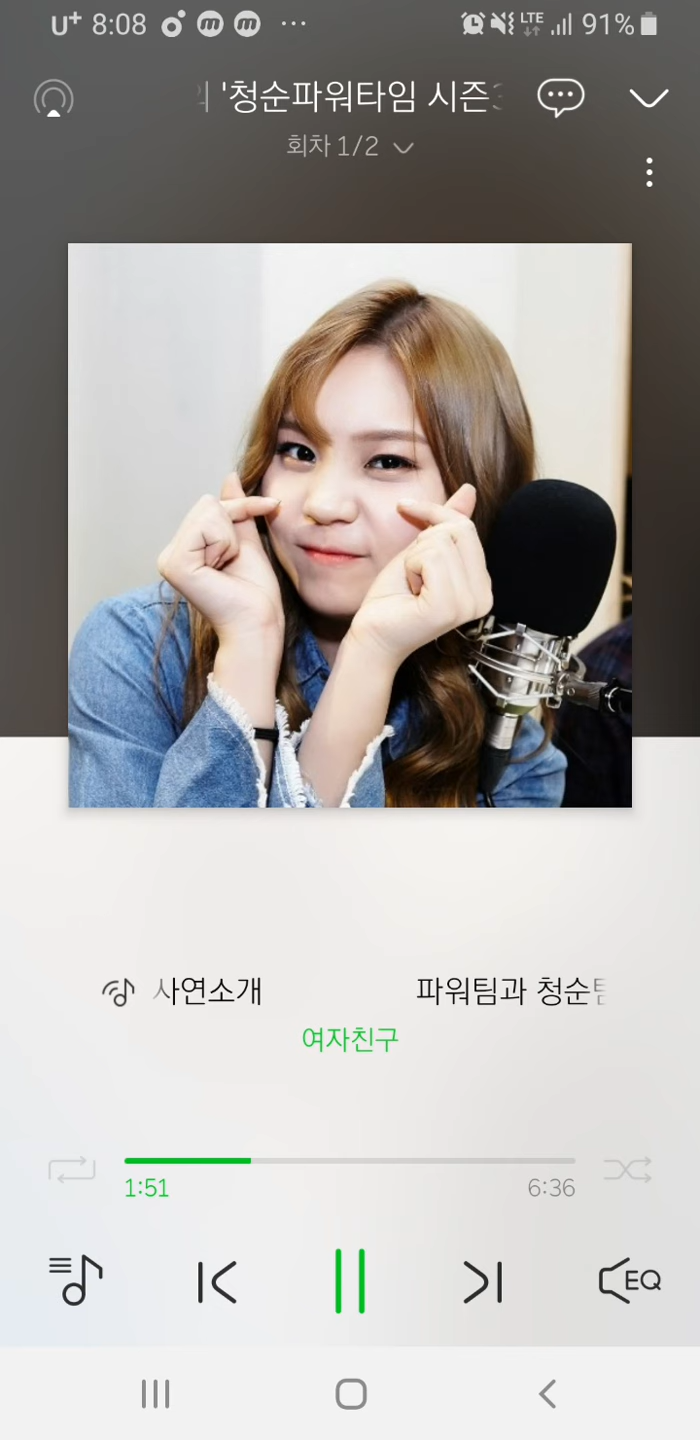 U+ 8:08 LTE 91%
'청순파워타임 시즌
회차 1/2
사연소개 파워팀과 청순
여자친구
1:51 6:36
EQ